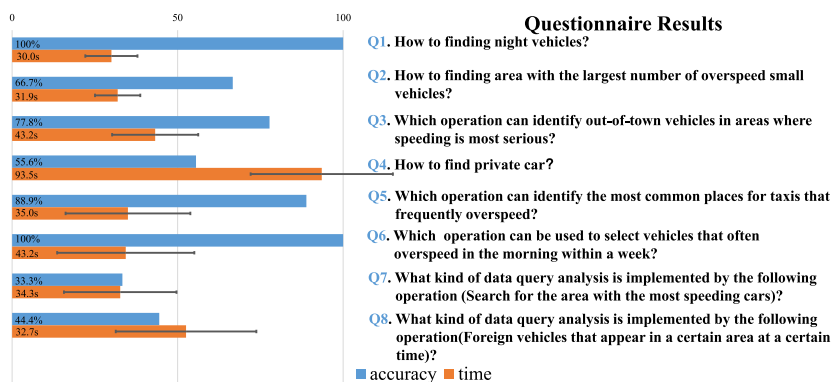 0 50 100
Questionnaire Results
100%
30.0s
Q1. How to finding night vehicles?
66.7%
31.9s
Q2. How to finding area with the largest number of overspeed small
vehicles?
77.8%
43.2s
Q3. Which operation can identify out-of-town vehicles in areas where
speeding is most serious?
55.6%
93.5s
Q4. How to find private car?
88.9%
35.0s
Q5. Which operation can identify the most common places for taxis that
frequently overspeed?
100%
43.2s
Q6. Which operation can be used to select vehicles that often
overspeed in the morning within a week?
33.3%
34.3s
Q7. What kind of data query analysis is implemented by the following
operation (Search for the area with the most speeding cars)?
44.4%
32.7s
Q8. What kind of data query analysis is implemented by the following
operation(Foreign vehicles that appear in a certain area at a certain
time)?
accuracy time